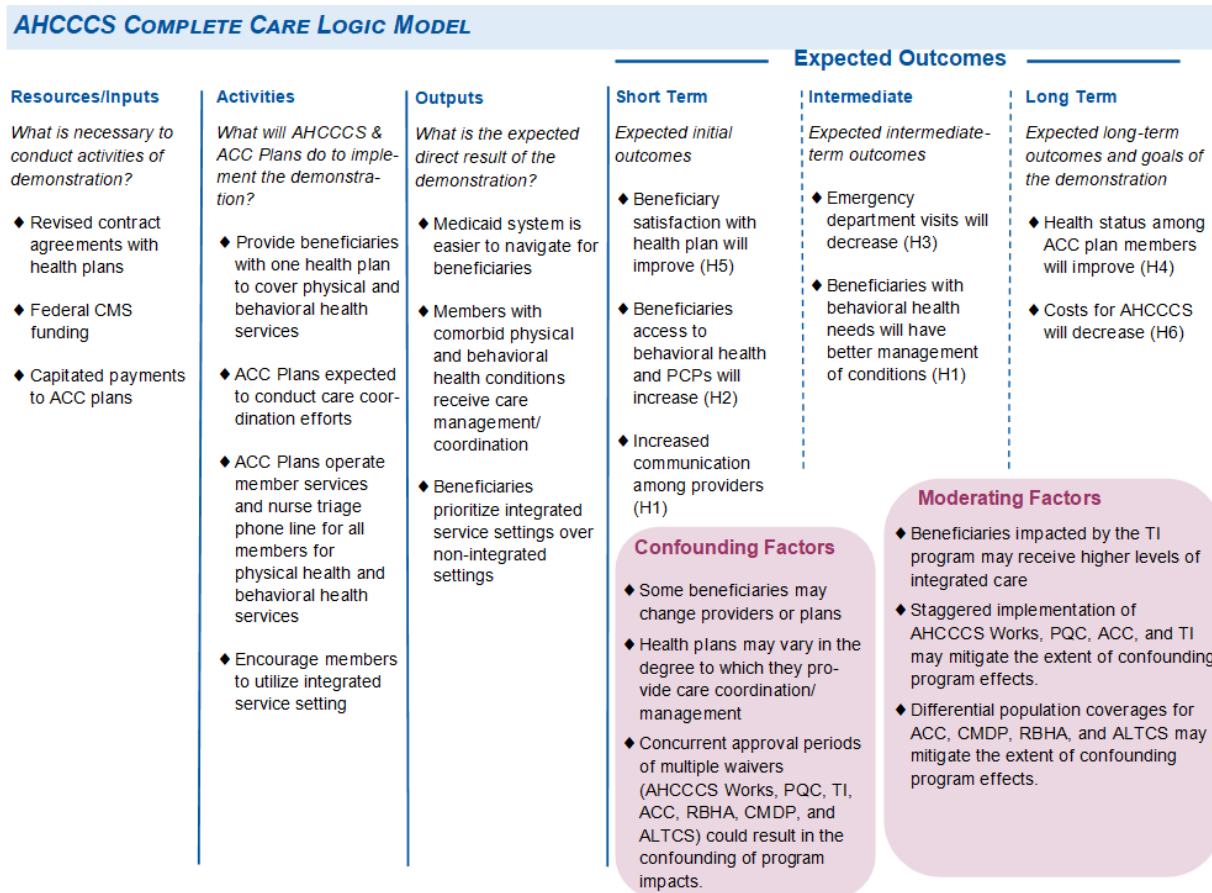 AHCCCS COMPLETE CARE LOGIC MODEL
Expected Outcomes
Resources/Inputs
What is necessary to
conduct activities of
demonstration?
♦ Revised contract
agreements with
health plans
♦ Federal CMS
funding
♦ Capitated payments
to ACC plans
Activities
What will AHCCCS &
ACC Plans do to imple-
ment the demonstra-
tion?
♦ Provide beneficiaries
with one health plan
to cover physical and
behavioral health
services
♦ ACC Plans expected
to conduct care coor-
dination efforts
♦ ACC Plans operate
member services
and nurse triage
phone line for all
members for
physical health and
behavioral health
services
♦ Encourage members
to utilize integrated
service setting
Outputs
What is the expected
direct result of the
demonstration?
♦ Medicaid system is
easier to navigate for
beneficiaries
♦ Members with
comorbid physical
and behavioral
health conditions
receive care
management/
coordination
♦ Beneficiaries
prioritize integrated
service settings over
non-integrated
settings
Short Term
Expected initial
outcomes
♦ Beneficiary
satisfaction with
health plan will
improve (H5)
♦ Beneficiaries
access to
behavioral health
and PCPs will
increase (H2)
♦ Increased
communication
among providers
(H1)
Intermediate
Expected intermediate-
term outcomes
♦ Emergency
department visits will
decrease (H3)
♦ Beneficiaries with
behavioral health
needs will have
better management
of conditions (H1)
Long Term
Expected long-term
outcomes and goals of
the demonstration
♦ Health status among
ACC plan members
will improve (H4)
♦ Costs for AHCCCS
will decrease (H6)
Confounding Factors
♦ Some beneficiaries may
change providers or plans
♦ Health plans may vary in the
degree to which they pro-
vide care coordination/
management
♦ Concurrent approval periods
of multiple waivers
(AHCCCS Works, PQC, TI,
ACC, RBHA, CMDP, and
ALTCS) could result in the
confounding of program
impacts.
Moderating Factors
♦ Beneficiaries impacted by the TI
program may receive higher levels of
integrated care
♦ Staggered implementation of
AHCCCS Works, PQC, ACC, and TI
may mitigate the extent of confounding
program effects.
♦ Differential population coverages for
ACC, CMDP, RBHA, and ALTCS may
mitigate the extent of confounding
program effects.